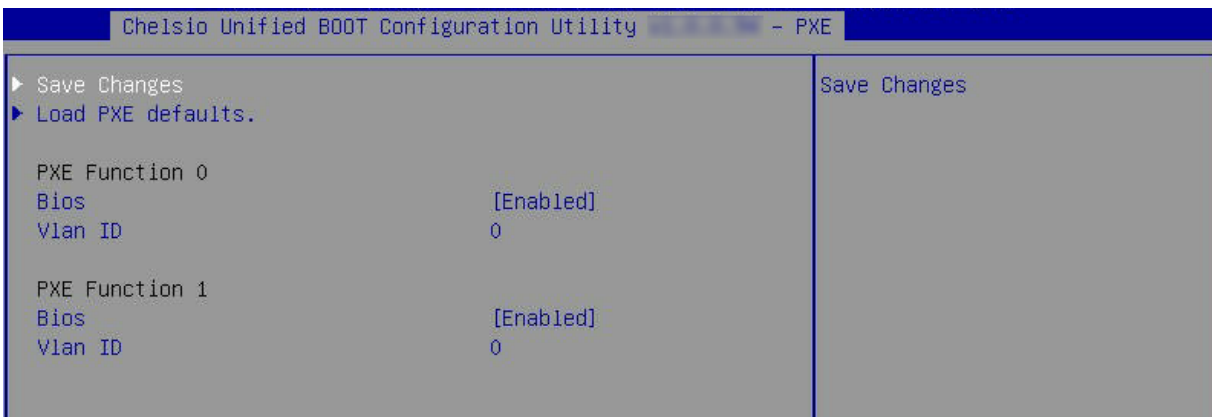 Chelsio Unified BOOT Configuration Utility - PXE
Save Changes
Load PXE defaults.
PXE Function 0
Bios [Enabled]
Vlan ID 0
PXE Function 1
Bios [Enabled]
Vlan ID 0
Save Changes